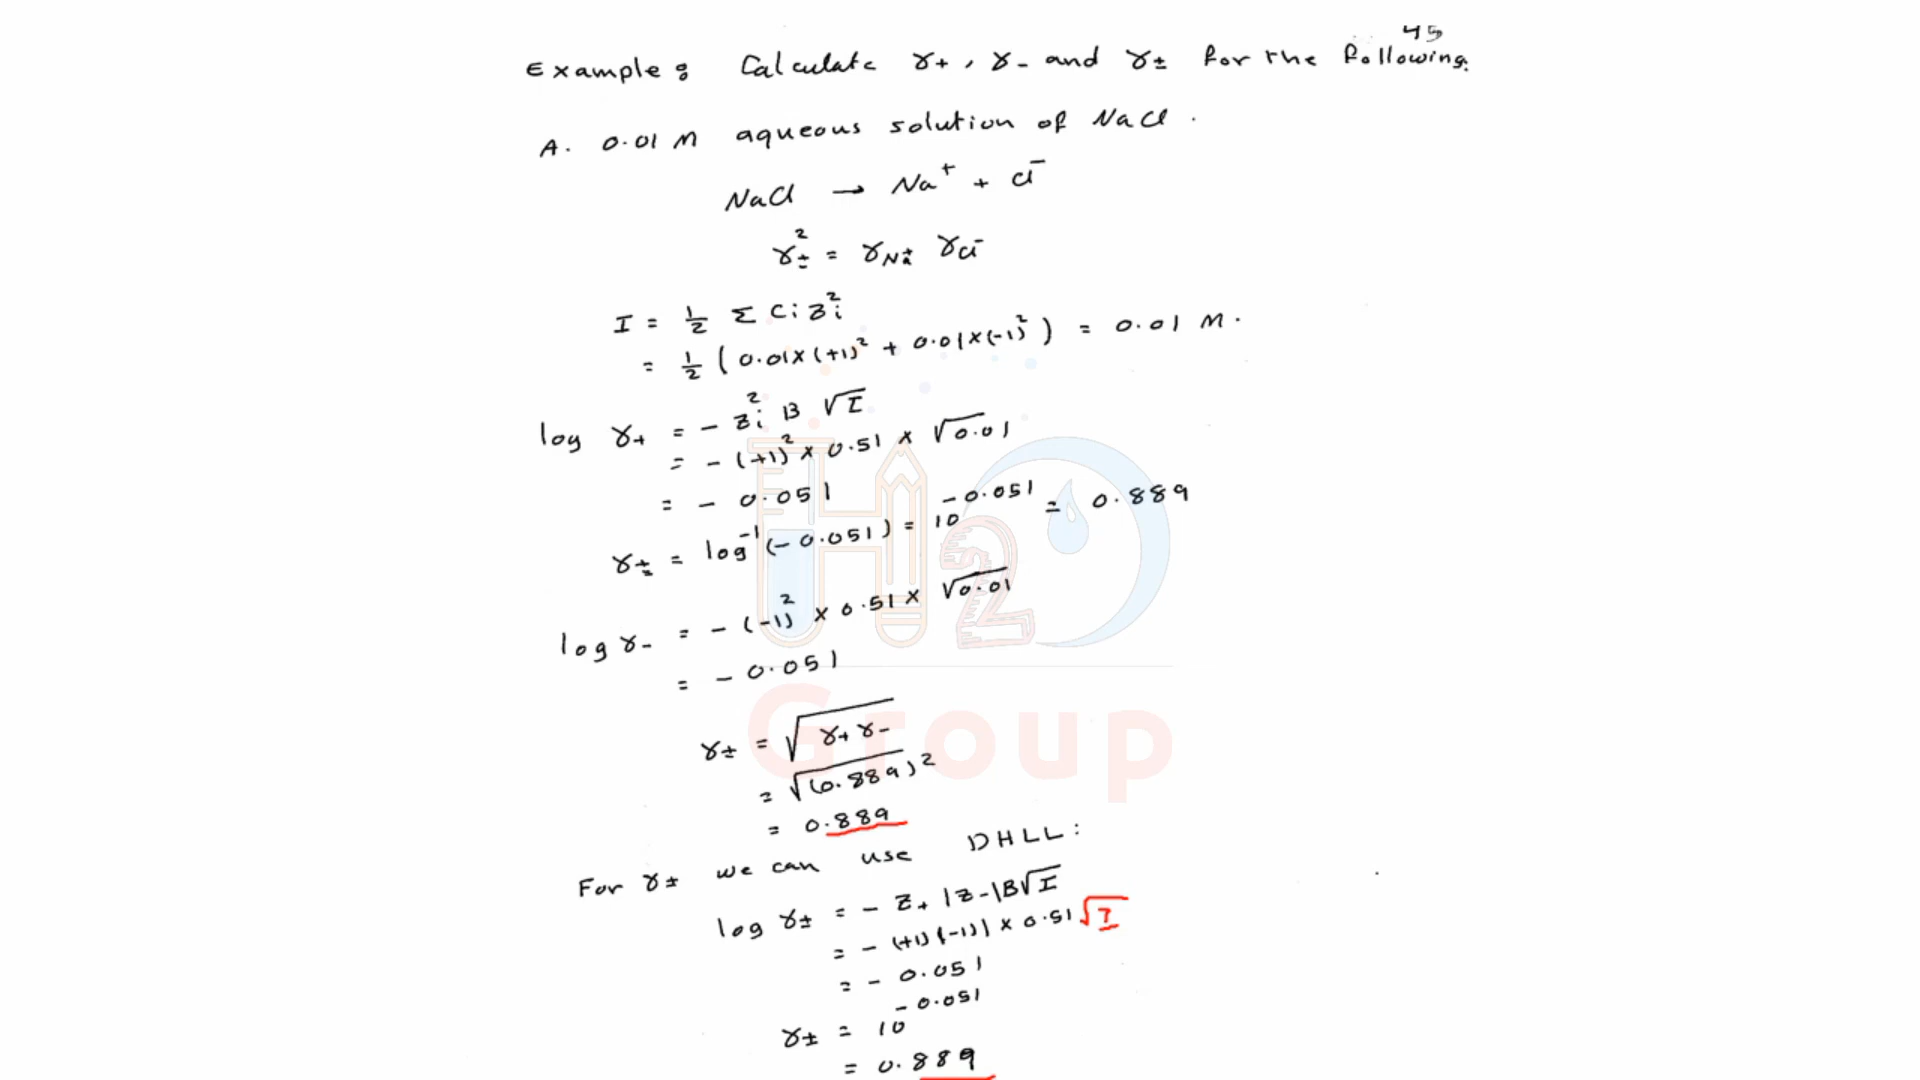 45
Example: Calculate γ+, γ- and γ± for the following.
A. 0.01 M aqueous solution of NaCl.
NaCl → Na⁺ + Cl⁻
γ±² = γNa⁺ γCl⁻
I = 1/2 Σ Ci Zi²
= 1/2 (0.01×(+1)² + 0.01×(-1)²) = 0.01 M.
log γ+ = - Zi² B √I
= - (+1)² × 0.51 × √0.01
= - 0.051
γ± = log⁻¹(-0.051) = 10^-0.051 = 0.889
log γ- = - (-1)² × 0.51 × √0.01
= - 0.051
γ± = √γ+ γ-
= √(0.889)²
= 0.889
For γ± we can use DHLL:
log γ± = - Z+ |Z-| B√I
= - (+1) |-1)| × 0.51 √I
= - 0.051
γ± = 10^-0.051
= 0.889
H2O
Group